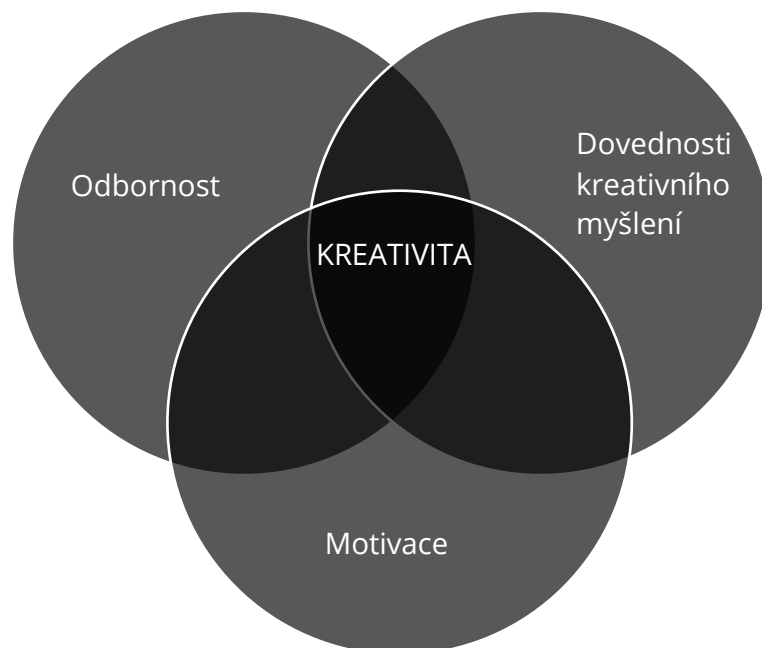 Odbornost
Dovednosti
kreativního
myšlení
KREATIVITA
Motivace